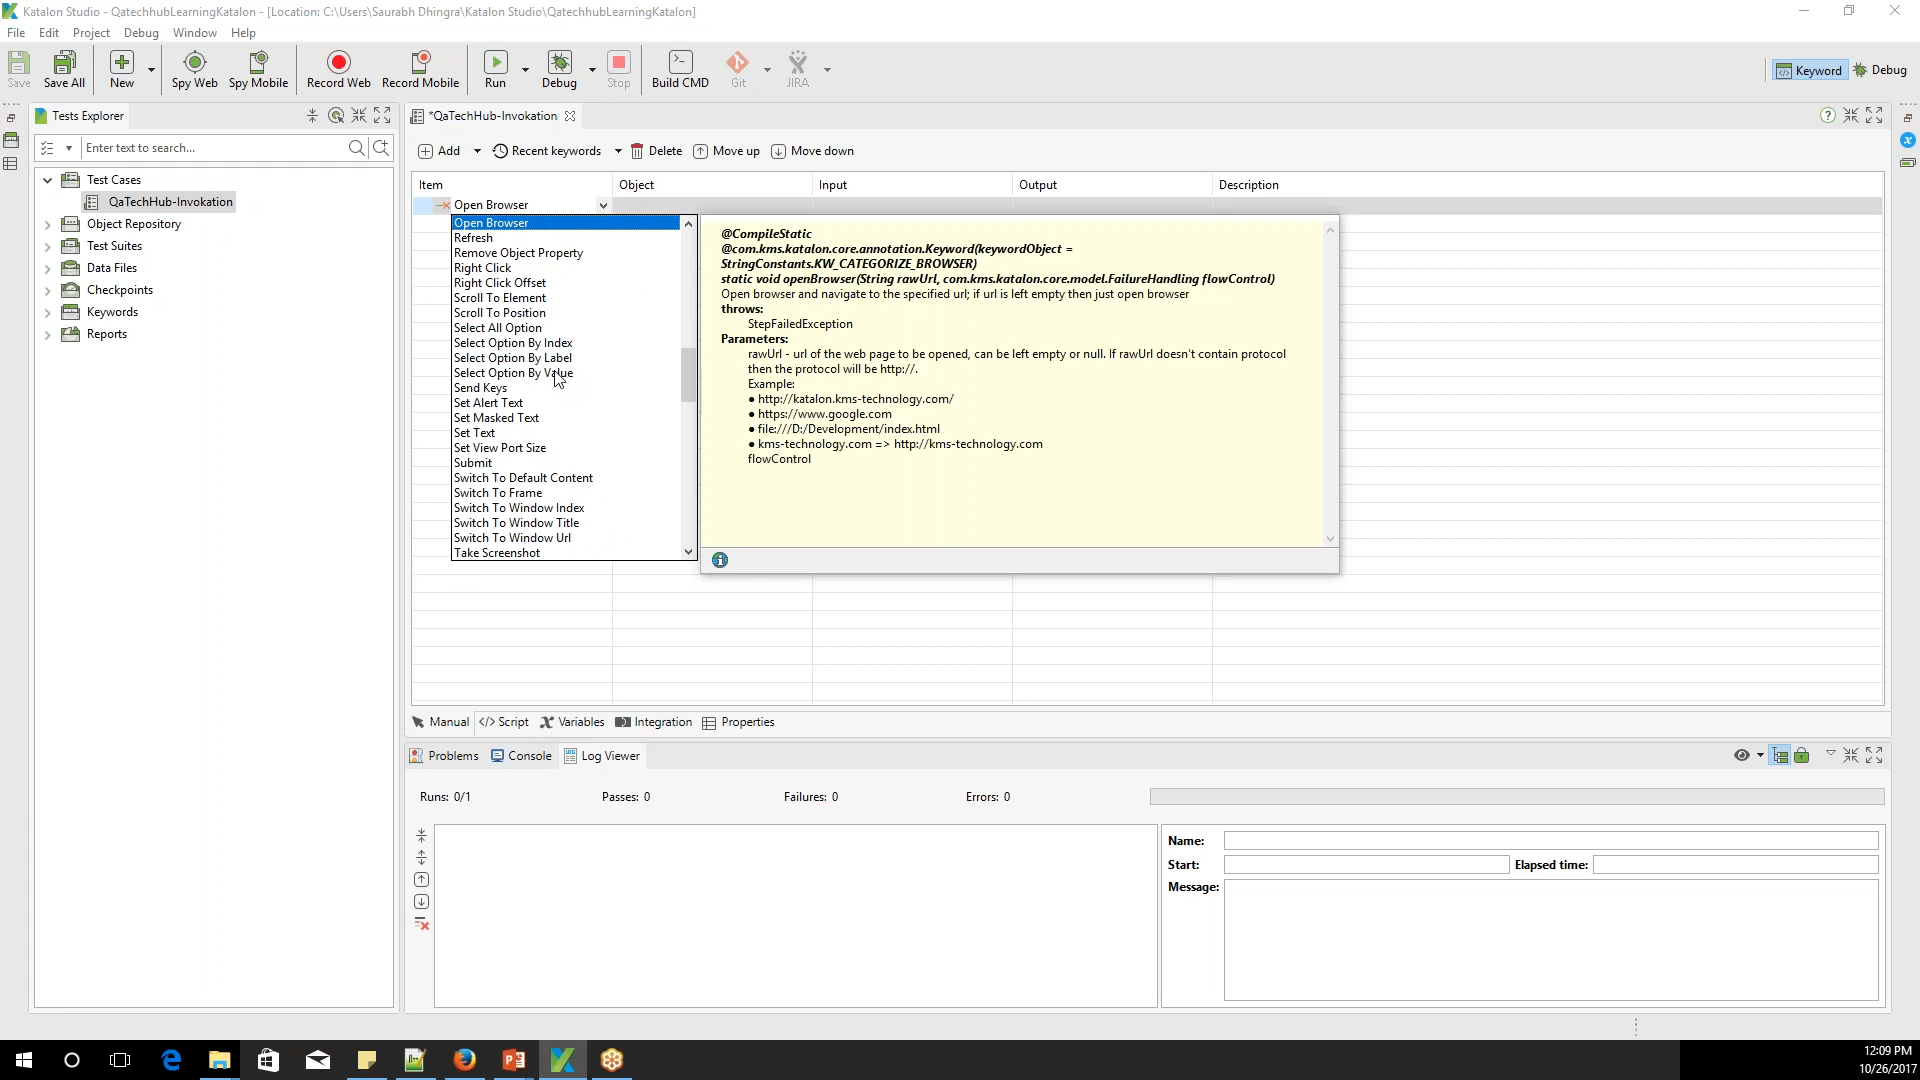 Katalon Studio - QatechhubLearningKatalon - [Location: C:\Users\Saurabh Dhingra\Katalon Studio\QatechhubLearningKatalon]
File Edit Project Debug Window Help
Save Save All New Spy Web Spy Mobile Record Web Record Mobile Run Debug Stop Build CMD Git JIRA Keyword Debug
Tests Explorer
Enter text to search...
Test Cases
QaTechHub-Invokation
Object Repository
Test Suites
Data Files
Checkpoints
Keywords
Reports
*QaTechHub-Invokation
Add Recent keywords Delete Move up Move down
Item Object Input Output Description
Open Browser
Open Browser
Refresh
Remove Object Property
Right Click
Right Click Offset
Scroll To Element
Scroll To Position
Select All Option
Select Option By Index
Select Option By Label
Select Option By Value
Send Keys
Set Alert Text
Set Masked Text
Set Text
Set View Port Size
Submit
Switch To Default Content
Switch To Frame
Switch To Window Index
Switch To Window Title
Switch To Window Url
Take Screenshot
@CompileStatic
@com.kms.katalon.core.annotation.Keyword(keywordObject =
StringConstants.KW_CATEGORIZE_BROWSER)
static void openBrowser(String rawUrl, com.kms.katalon.core.model.FailureHandling flowControl)
Open browser and navigate to the specified url; if url is left empty then just open browser
throws:
StepFailedException
Parameters:
rawUrl - url of the web page to be opened, can be left empty or null. If rawUrl doesn't contain protocol
then the protocol will be http://.
Example:
• http://katalon.kms-technology.com/
• https://www.google.com
• file:///D:/Development/index.html
• kms-technology.com => http://kms-technology.com
flowControl
Manual </> Script Variables Integration Properties
Problems Console Log Viewer
Runs: 0/1 Passes: 0 Failures: 0 Errors: 0
Name:
Start: Elapsed time:
Message:
12:09 PM
10/26/2017